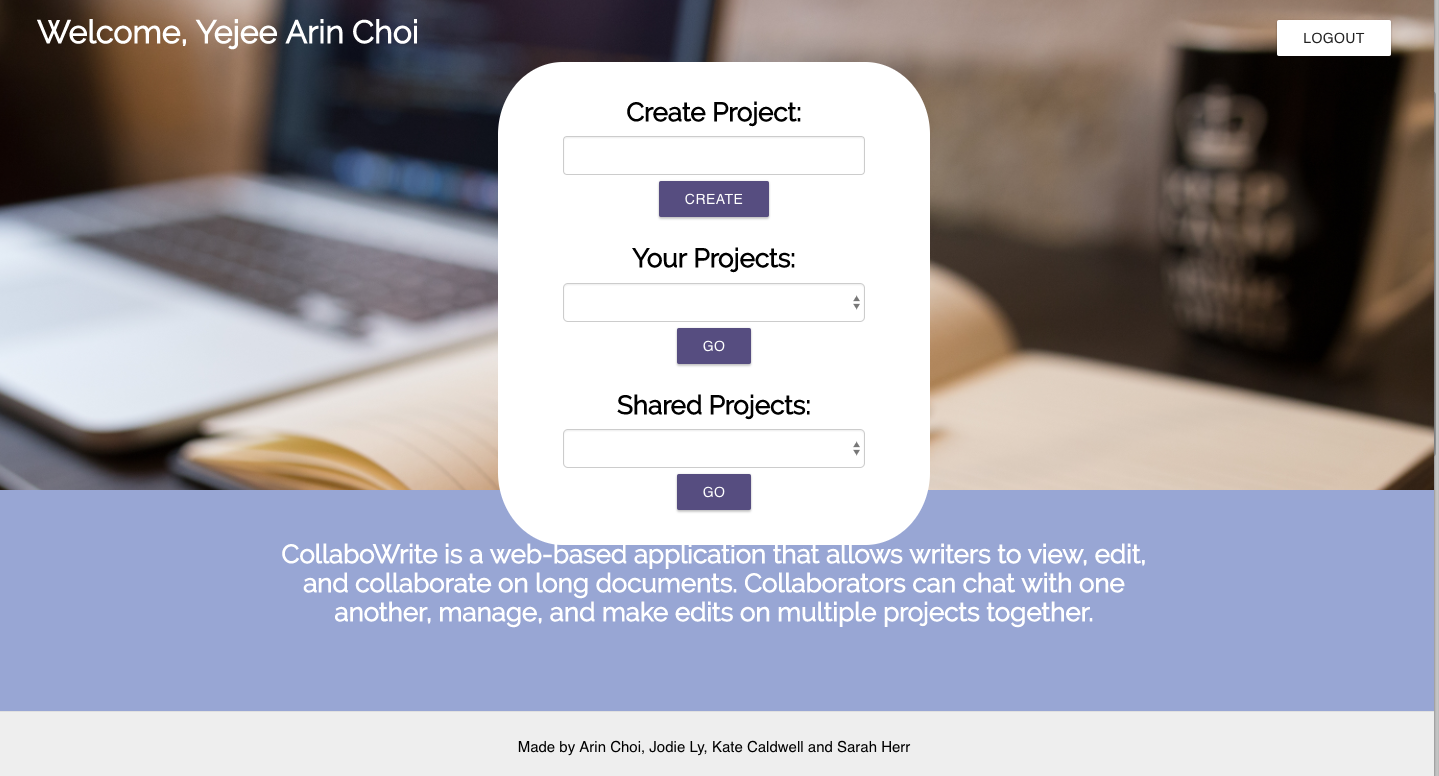 Welcome, Yejee Arin Choi
LOGOUT
Create Project:
CREATE
Your Projects:
GO
Shared Projects:
GO
CollaboWrite is a web-based application that allows writers to view, edit,
and collaborate on long documents. Collaborators can chat with one
another, manage, and make edits on multiple projects together.
Made by Arin Choi, Jodie Ly, Kate Caldwell and Sarah Herr